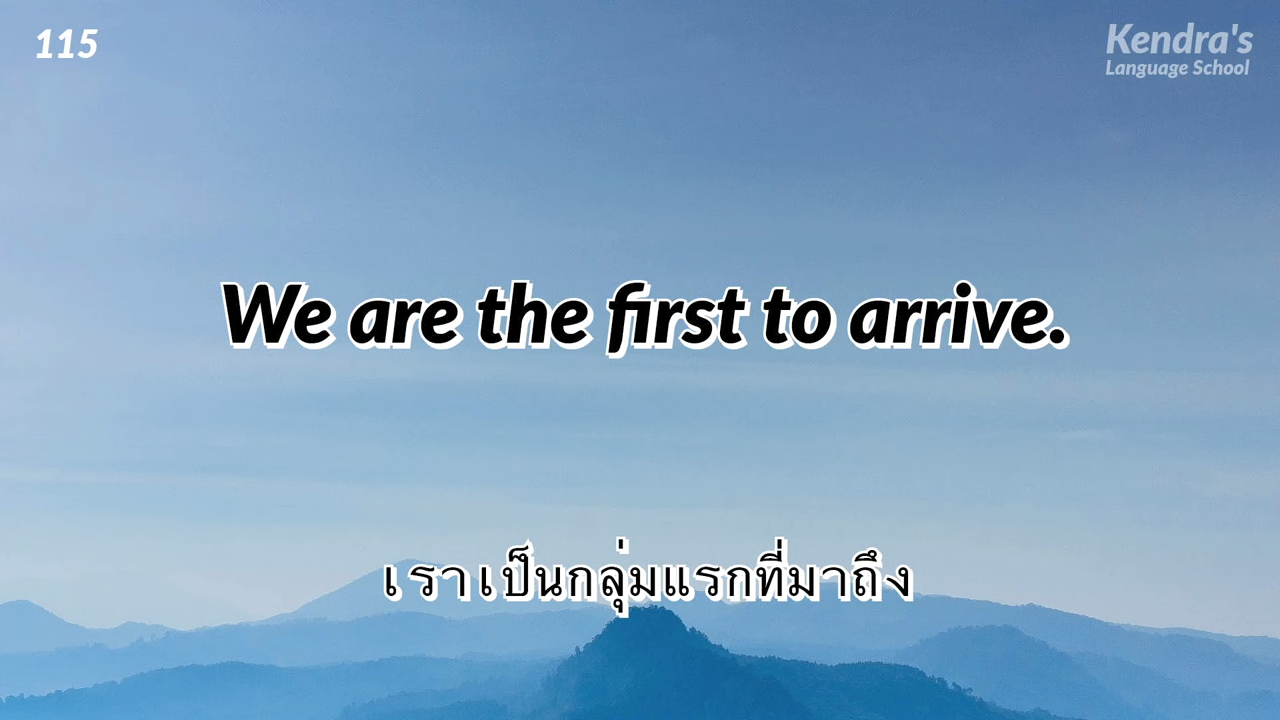 115
Kendra's
Language School
We are the first to arrive.
เราเป็นกลุ่มแรกที่มาถึง